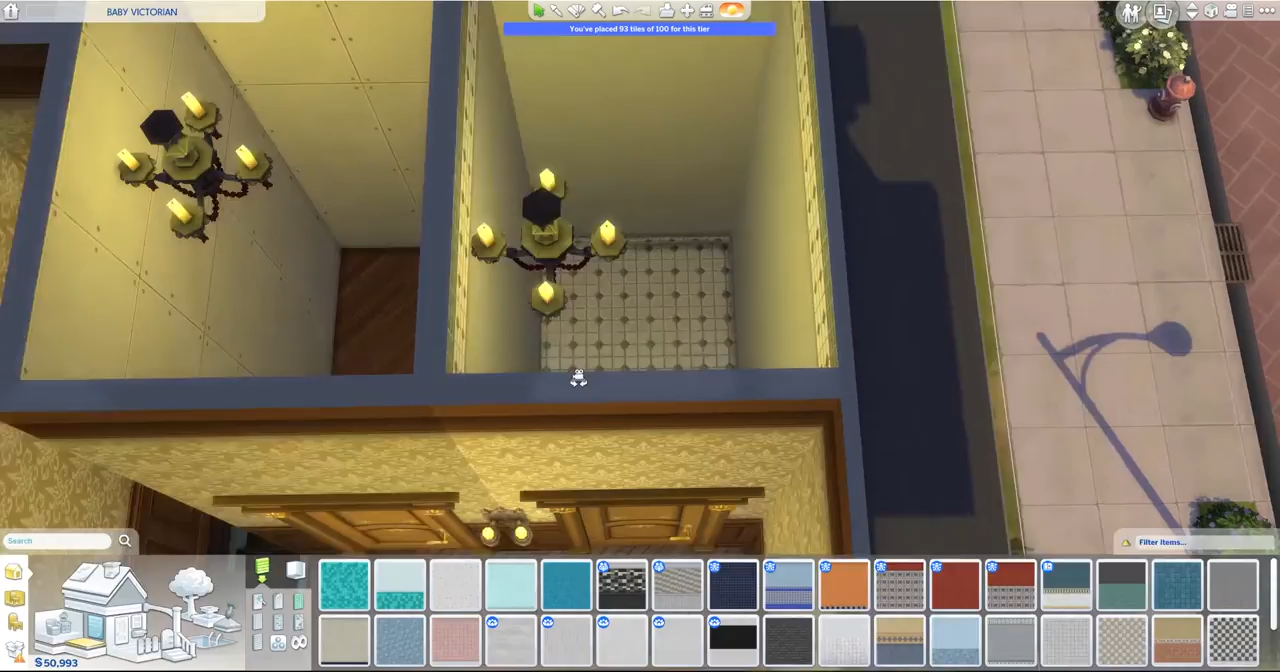 BABY VICTORIAN
You've placed 93 tiles of 100 for this tier
Search
Filter Items...
§50,993